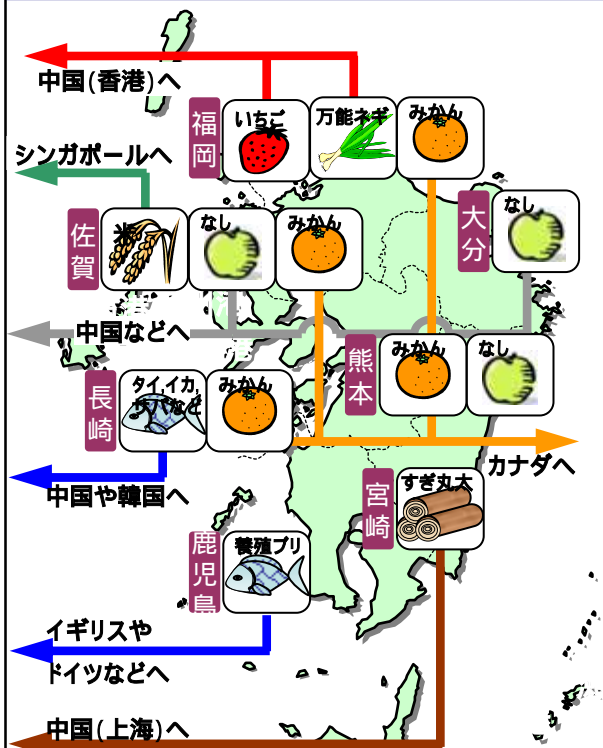 中国(香港)へ
福岡
いちご
万能ネギ
みかん
シンガポールへ
佐賀
米
なし
みかん
大分
なし
中国などへ
熊本
みかん
なし
長崎
タイ,イカ,
サバなど
みかん
カナダへ
中国や韓国へ
宮崎
すぎ丸太
鹿児島
養殖ブリ
イギリスや
ドイツなどへ
中国(上海)へ